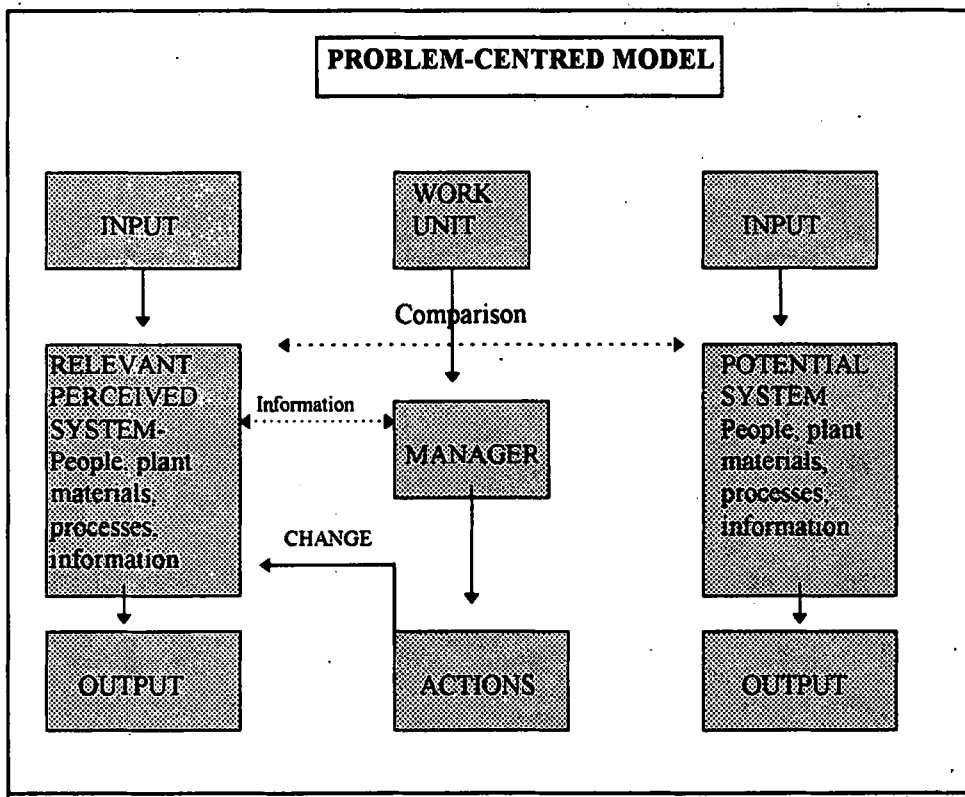 PROBLEM-CENTRED MODEL
INPUT
WORK
UNIT
INPUT
Comparison
RELEVANT
PERCEIVED
SYSTEM-
People, plant
materials,
processes,
information
Information
MANAGER
POTENTIAL
SYSTEM
People, plant
materials,
processes,
information
CHANGE
OUTPUT
ACTIONS
OUTPUT